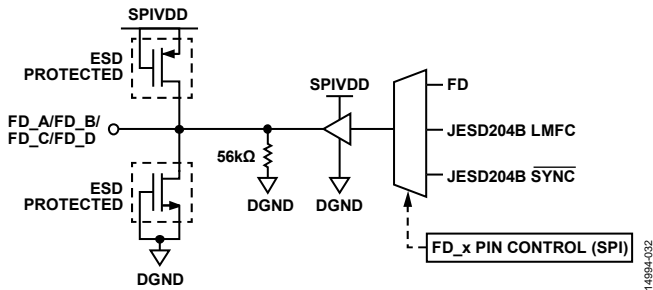 SPIVDD
ESD
PROTECTED
SPIVDD
FD
FD_A/FD_B/
FD_C/FD_D
JESD204B LMFC
56kΩ
ESD
PROTECTED
JESD204B SYNC
DGND
DGND
FD_x PIN CONTROL (SPI)
DGND
14994-032